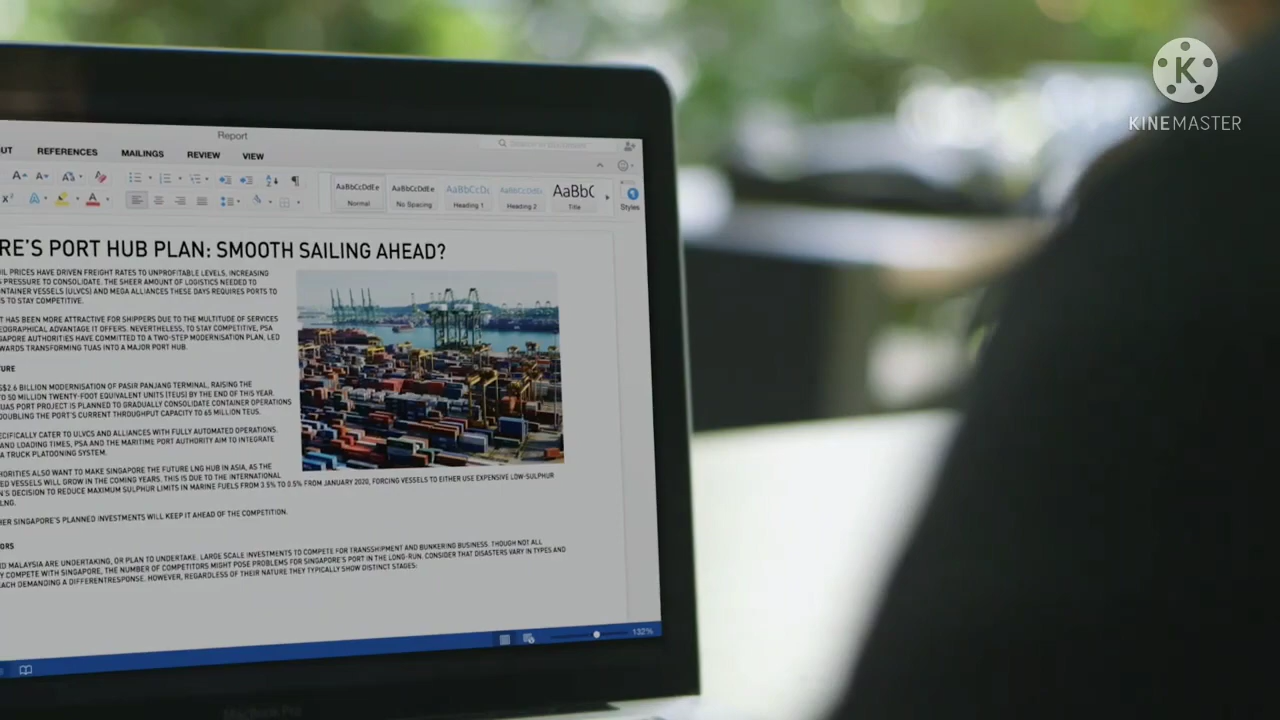 KINEMASTER
Report
UT REFERENCES MAILINGS REVIEW VIEW
AaBbCcDdEe AaBbCcDdEe AaBbCcDc AaBbCcDdEe AaBbC
Normal No Spacing Heading 1 Heading 2 Title Styles
RE'S PORT HUB PLAN: SMOOTH SAILING AHEAD?
IL PRICES HAVE DRIVEN FREIGHT RATES TO UNPROFITABLE LEVELS, INCREASING
S PRESSURE TO CONSOLIDATE. THE SHEER AMOUNT OF LOGISTICS NEEDED TO
NTAINER VESSELS (ULVCS) AND MEGA ALLIANCES THESE DAYS REQUIRES PORTS TO
S TO STAY COMPETITIVE.
T HAS BEEN MORE ATTRACTIVE FOR SHIPPERS DUE TO THE MULTITUDE OF SERVICES
EOGRAPHICAL ADVANTAGE IT OFFERS. NEVERTHELESS, TO STAY COMPETITIVE, PSA
GAPORE AUTHORITIES HAVE COMMITTED TO A TWO-STEP MODERNISATION PLAN, LED
WARDS TRANSFORMING TUAS INTO A MAJOR PORT HUB.
TURE
S$2.6 BILLION MODERNISATION OF PASIR PANJANG TERMINAL, RAISING THE
TO 50 MILLION TWENTY-FOOT EQUIVALENT UNITS (TEUS) BY THE END OF THIS YEAR.
UAS PORT PROJECT IS PLANNED TO GRADUALLY CONSOLIDATE CONTAINER OPERATIONS
DOUBLING THE PORT'S CURRENT THROUGHPUT CAPACITY TO 65 MILLION TEUS.
ECIFICALLY CATER TO ULVCS AND ALLIANCES WITH FULLY AUTOMATED OPERATIONS.
AND LOADING TIMES, PSA AND THE MARITIME PORT AUTHORITY AIM TO INTEGRATE
A TRUCK PLATOONING SYSTEM.
HORITIES ALSO WANT TO MAKE SINGAPORE THE FUTURE LNG HUB IN ASIA, AS THE
ED VESSELS WILL GROW IN THE COMING YEARS. THIS IS DUE TO THE INTERNATIONAL
N'S DECISION TO REDUCE MAXIMUM SULPHUR LIMITS IN MARINE FUELS FROM 3.5% TO 0.5% FROM JANUARY 2020, FORCING VESSELS TO EITHER USE EXPENSIVE LOW-SULPHUR
LNG.
BER SINGAPORE'S PLANNED INVESTMENTS WILL KEEP IT AHEAD OF THE COMPETITION.
ORS
D MALAYSIA ARE UNDERTAKING, OR PLAN TO UNDERTAKE, LARGE SCALE INVESTMENTS TO COMPETE FOR TRANSSHIPMENT AND BUNKERING BUSINESS. THOUGH NOT ALL
Y COMPETE WITH SINGAPORE, THE NUMBER OF COMPETITORS MIGHT POSE PROBLEMS FOR SINGAPORE'S PORT IN THE LONG-RUN. CONSIDER THAT DISASTERS VARY IN TYPES AND
EACH DEMANDING A DIFFERENTRESPONSE. HOWEVER, REGARDLESS OF THEIR NATURE THEY TYPICALLY SHOW DISTINCT STAGES:
132%